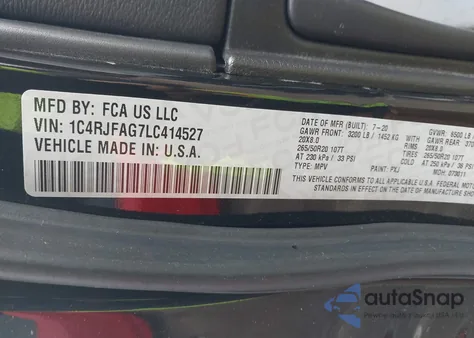 MFD BY: FCA US LLC
DATE OF MFR (BUILT): 7-20
GVWR: 6500 LB
VIN: 1C4RJFAG7LC414527
GAWR FRONT: 3200 LB / 1452 KG
GAWR REAR: 370
VEHICLE MADE IN U.S.A.
20X8.0
RIMS 20X8.0
265/50R20 107T
TIRES 265/50R20 107T
AT 230 kPa / 33 PSI
COLD AT 250 kPa / 36 PSI
TYPE: MPV
PAINT: PXJ
MDH: 073011
THIS VEHICLE CONFORMS TO ALL APPLICABLE FEDERAL MOTOR
IN EFFECT ON THE DATE OF MANUFACTURE SHOWN
autoSnap